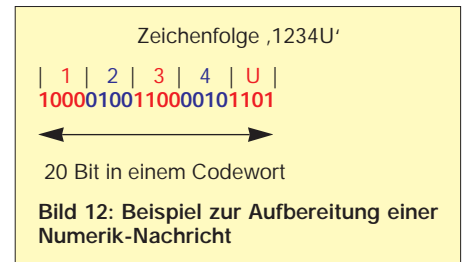 Zeichenfolge ‚1234U‘
| 1 | 2 | 3 | 4 | U |
10000100110000101101
20 Bit in einem Codewort
Bild 12: Beispiel zur Aufbereitung einer
Numerik-Nachricht